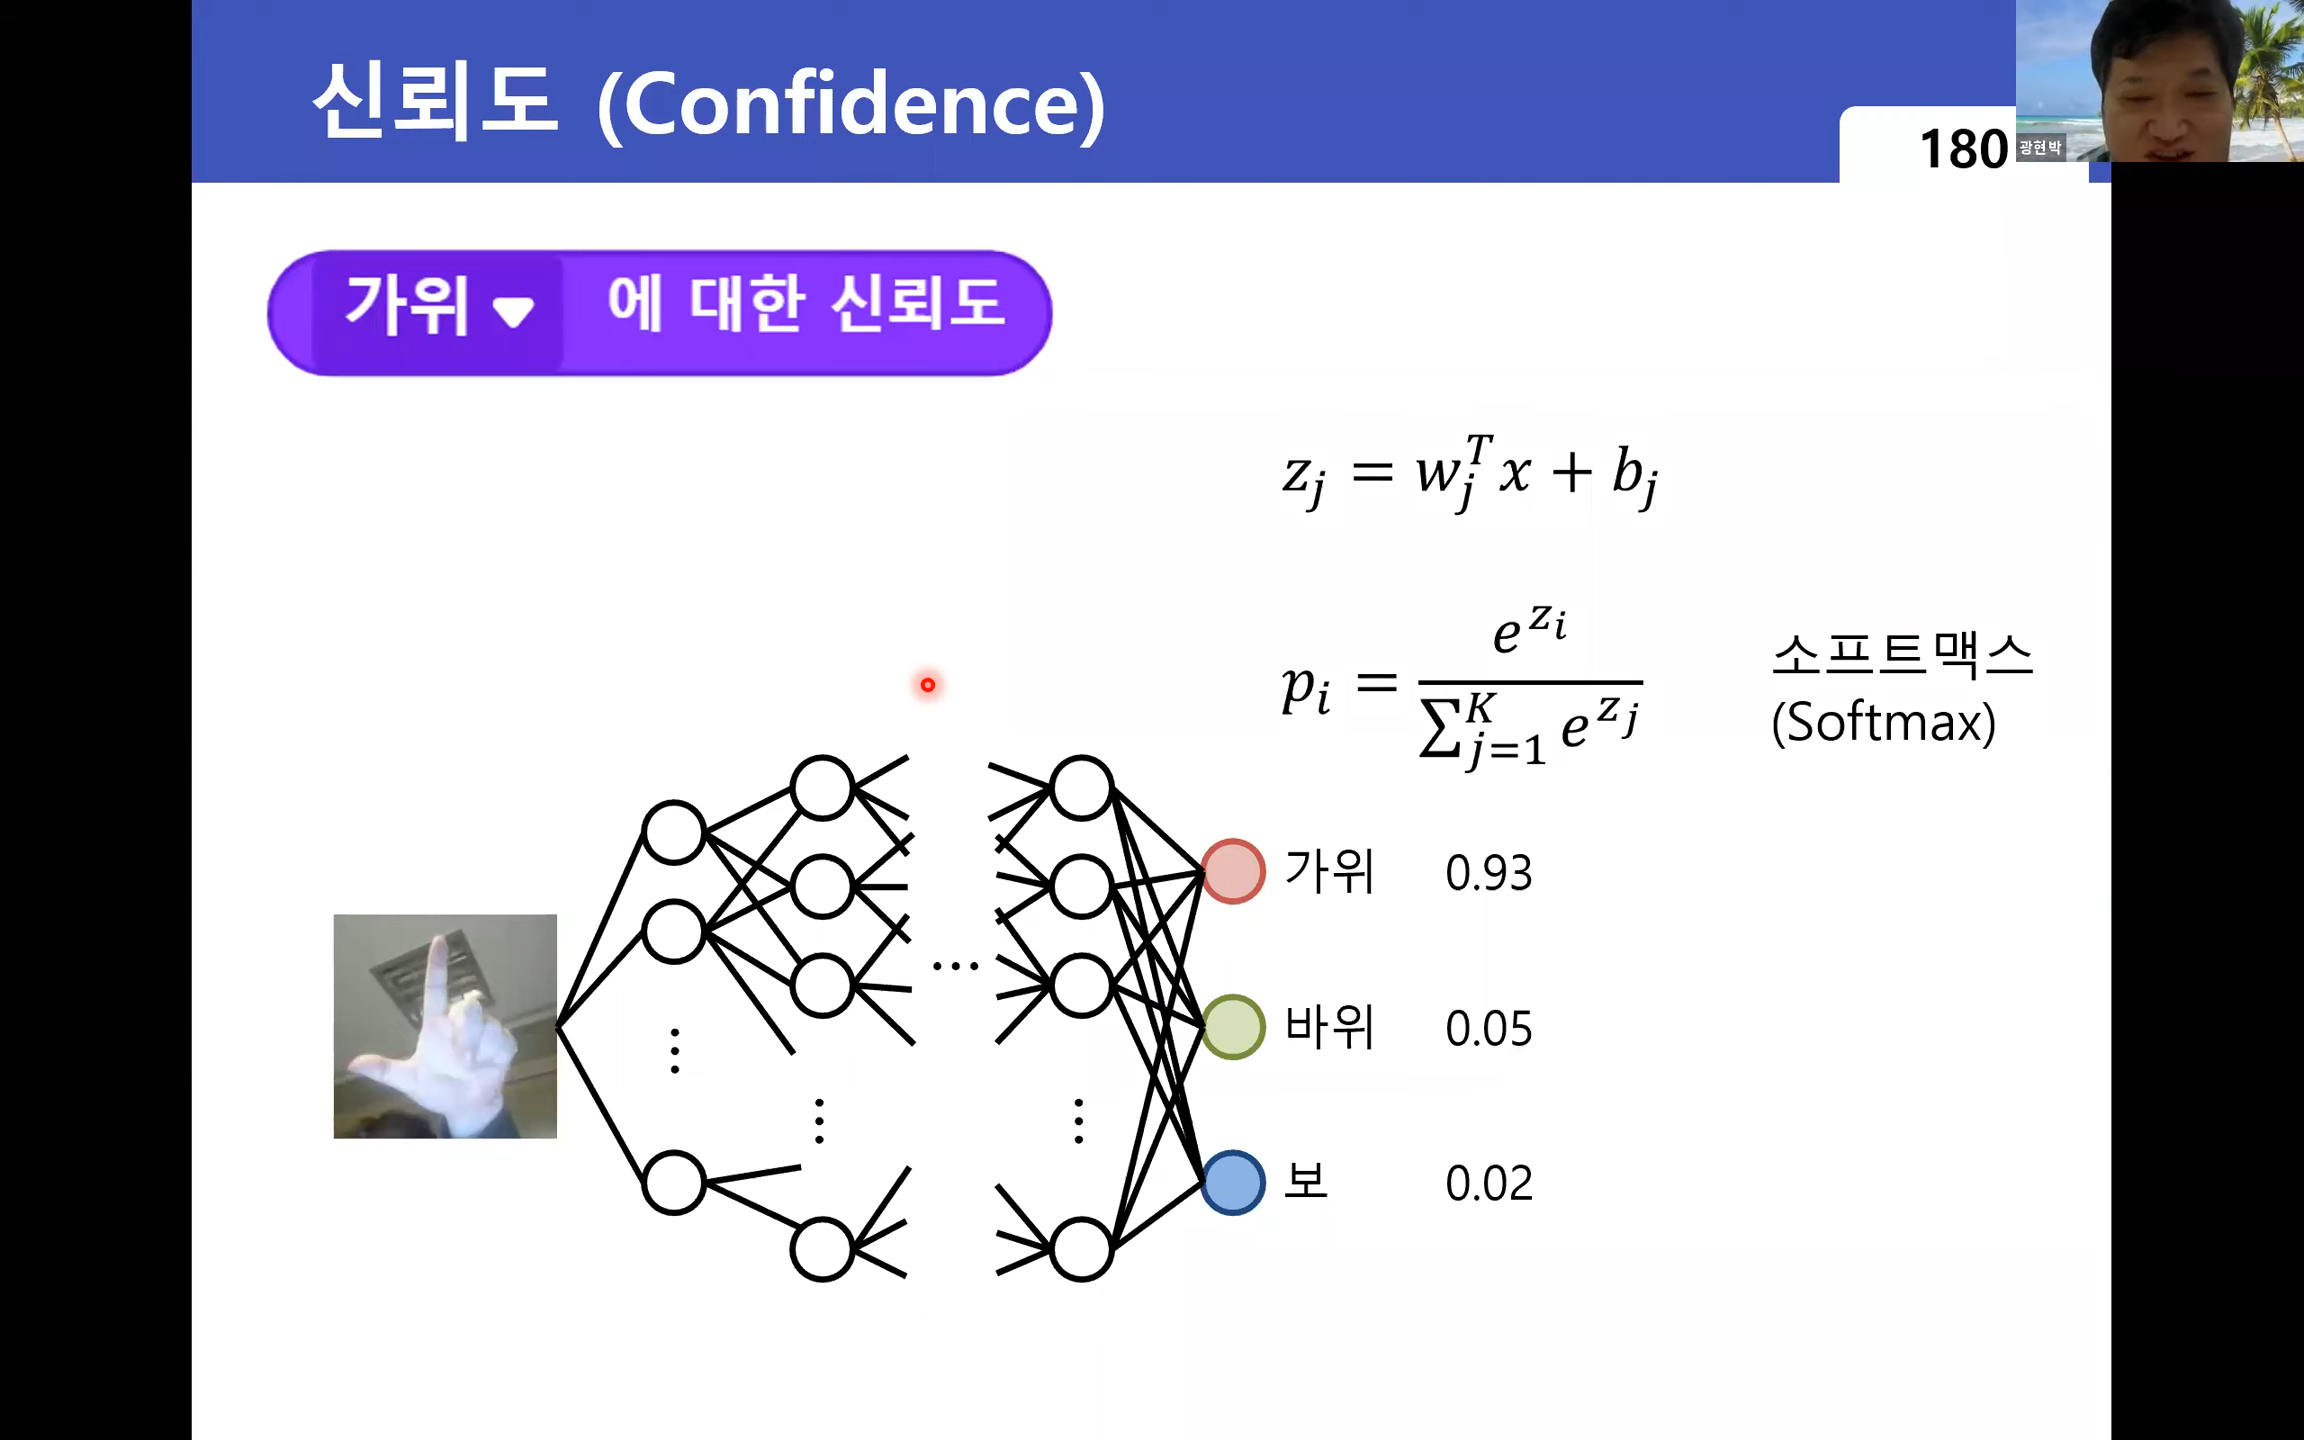 신뢰도 (Confidence)
180
광현박
가위 에 대한 신뢰도
z_j = w_j^T x + b_j
p_i = e^{z_i} / \sum_{j=1}^{K} e^{z_j}
소프트맥스
(Softmax)
가위 0.93
바위 0.05
보 0.02